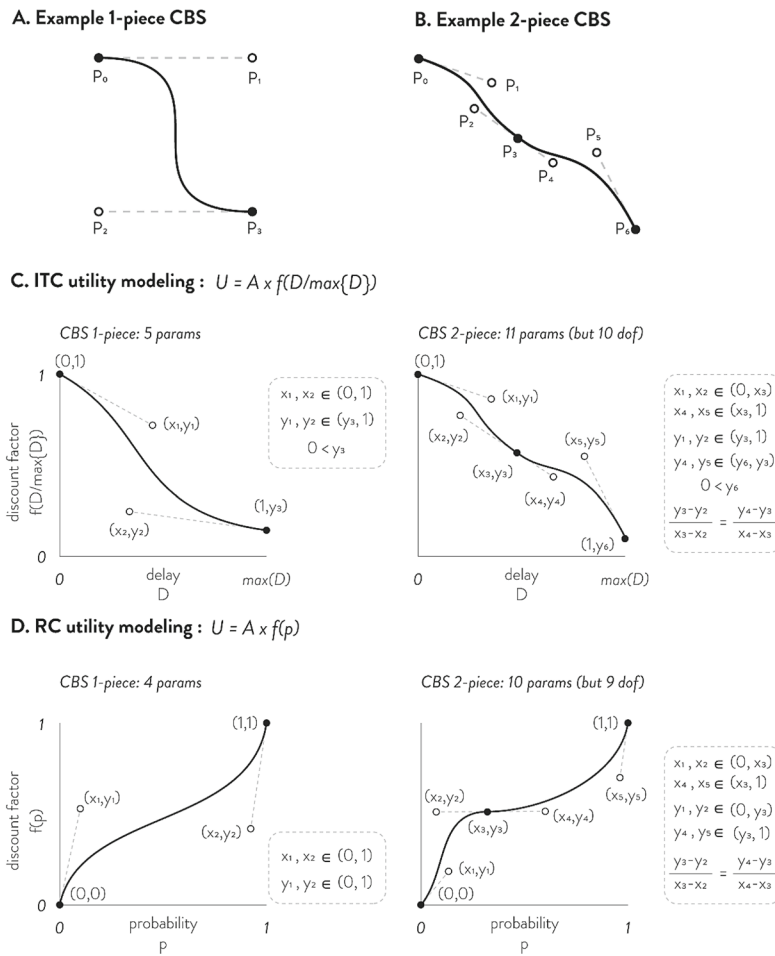 A. Example 1-piece CBS
P₀
P₁
P₂
P₃
B. Example 2-piece CBS
P₀
P₁
P₂
P₃
P₄
P₅
P₆
C. ITC utility modeling : U = A x f(D/max{D})
CBS 1-piece: 5 params
discount factor
f(D/max{D})
1
0
(0,1)
(x₁,y₁)
(x₂,y₂)
(1,y₃)
0
delay
D
max(D)
x₁ , x₂ ∈ (0, 1)
y₁ , y₂ ∈ (y₃, 1)
0 < y₃
CBS 2-piece: 11 params (but 10 dof)
(0,1)
(x₁,y₁)
(x₂,y₂)
(x₃,y₃)
(x₄,y₄)
(x₅,y₅)
(1,y₆)
0
delay
D
max(D)
x₁ , x₂ ∈ (0, x₃)
x₄ , x₅ ∈ (x₃, 1)
y₁ , y₂ ∈ (y₃, 1)
y₄ , y₅ ∈ (y₆, y₃)
0 < y₆
y₃-y₂ / x₃-x₂ = y₄-y₃ / x₄-x₃
D. RC utility modeling : U = A x f(p)
CBS 1-piece: 4 params
discount factor
f(p)
1
0
(1,1)
(x₁,y₁)
(x₂,y₂)
(0,0)
0
probability
p
1
x₁ , x₂ ∈ (0, 1)
y₁ , y₂ ∈ (0, 1)
CBS 2-piece: 10 params (but 9 dof)
(1,1)
(x₂,y₂)
(x₃,y₃)
(x₄,y₄)
(x₅,y₅)
(x₁,y₁)
(0,0)
0
probability
p
1
x₁ , x₂ ∈ (0, x₃)
x₄ , x₅ ∈ (x₃, 1)
y₁ , y₂ ∈ (0, y₃)
y₄ , y₅ ∈ (y₃, 1)
y₃-y₂ / x₃-x₂ = y₄-y₃ / x₄-x₃